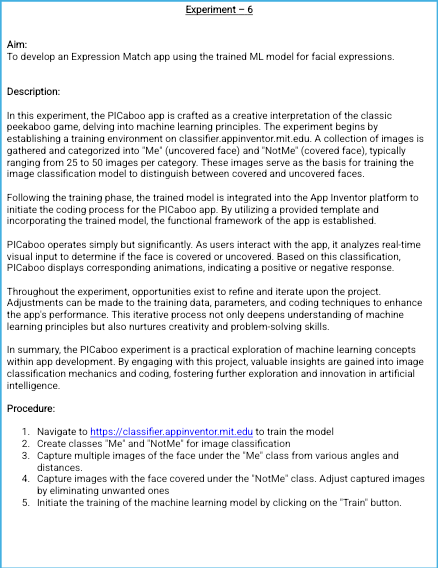 Experiment – 6
Aim:
To develop an Expression Match app using the trained ML model for facial expressions.
Description:
In this experiment, the PICaboo app is crafted as a creative interpretation of the classic
peekaboo game, delving into machine learning principles. The experiment begins by
establishing a training environment on classifier.appinventor.mit.edu. A collection of images is
gathered and categorized into "Me" (uncovered face) and "NotMe" (covered face), typically
ranging from 25 to 50 images per category. These images serve as the basis for training the
image classification model to distinguish between covered and uncovered faces.
Following the training phase, the trained model is integrated into the App Inventor platform to
initiate the coding process for the PICaboo app. By utilizing a provided template and
incorporating the trained model, the functional framework of the app is established.
PICaboo operates simply but significantly. As users interact with the app, it analyzes real-time
visual input to determine if the face is covered or uncovered. Based on this classification,
PICaboo displays corresponding animations, indicating a positive or negative response.
Throughout the experiment, opportunities exist to refine and iterate upon the project.
Adjustments can be made to the training data, parameters, and coding techniques to enhance
the app's performance. This iterative process not only deepens understanding of machine
learning principles but also nurtures creativity and problem-solving skills.
In summary, the PICaboo experiment is a practical exploration of machine learning concepts
within app development. By engaging with this project, valuable insights are gained into image
classification mechanics and coding, fostering further exploration and innovation in artificial
intelligence.
Procedure:
1. Navigate to https://classifier.appinventor.mit.edu to train the model
2. Create classes "Me" and "NotMe" for image classification
3. Capture multiple images of the face under the "Me" class from various angles and
distances.
4. Capture images with the face covered under the "NotMe" class. Adjust captured images
by eliminating unwanted ones
5. Initiate the training of the machine learning model by clicking on the "Train" button.